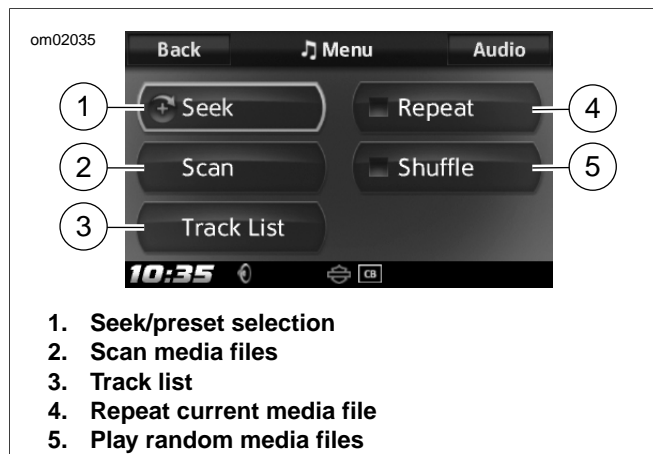 om02035
Back ♫ Menu Audio
1 Seek Repeat 4
2 Scan Shuffle 5
3 Track List
10:35 CB
1. Seek/preset selection
2. Scan media files
3. Track list
4. Repeat current media file
5. Play random media files